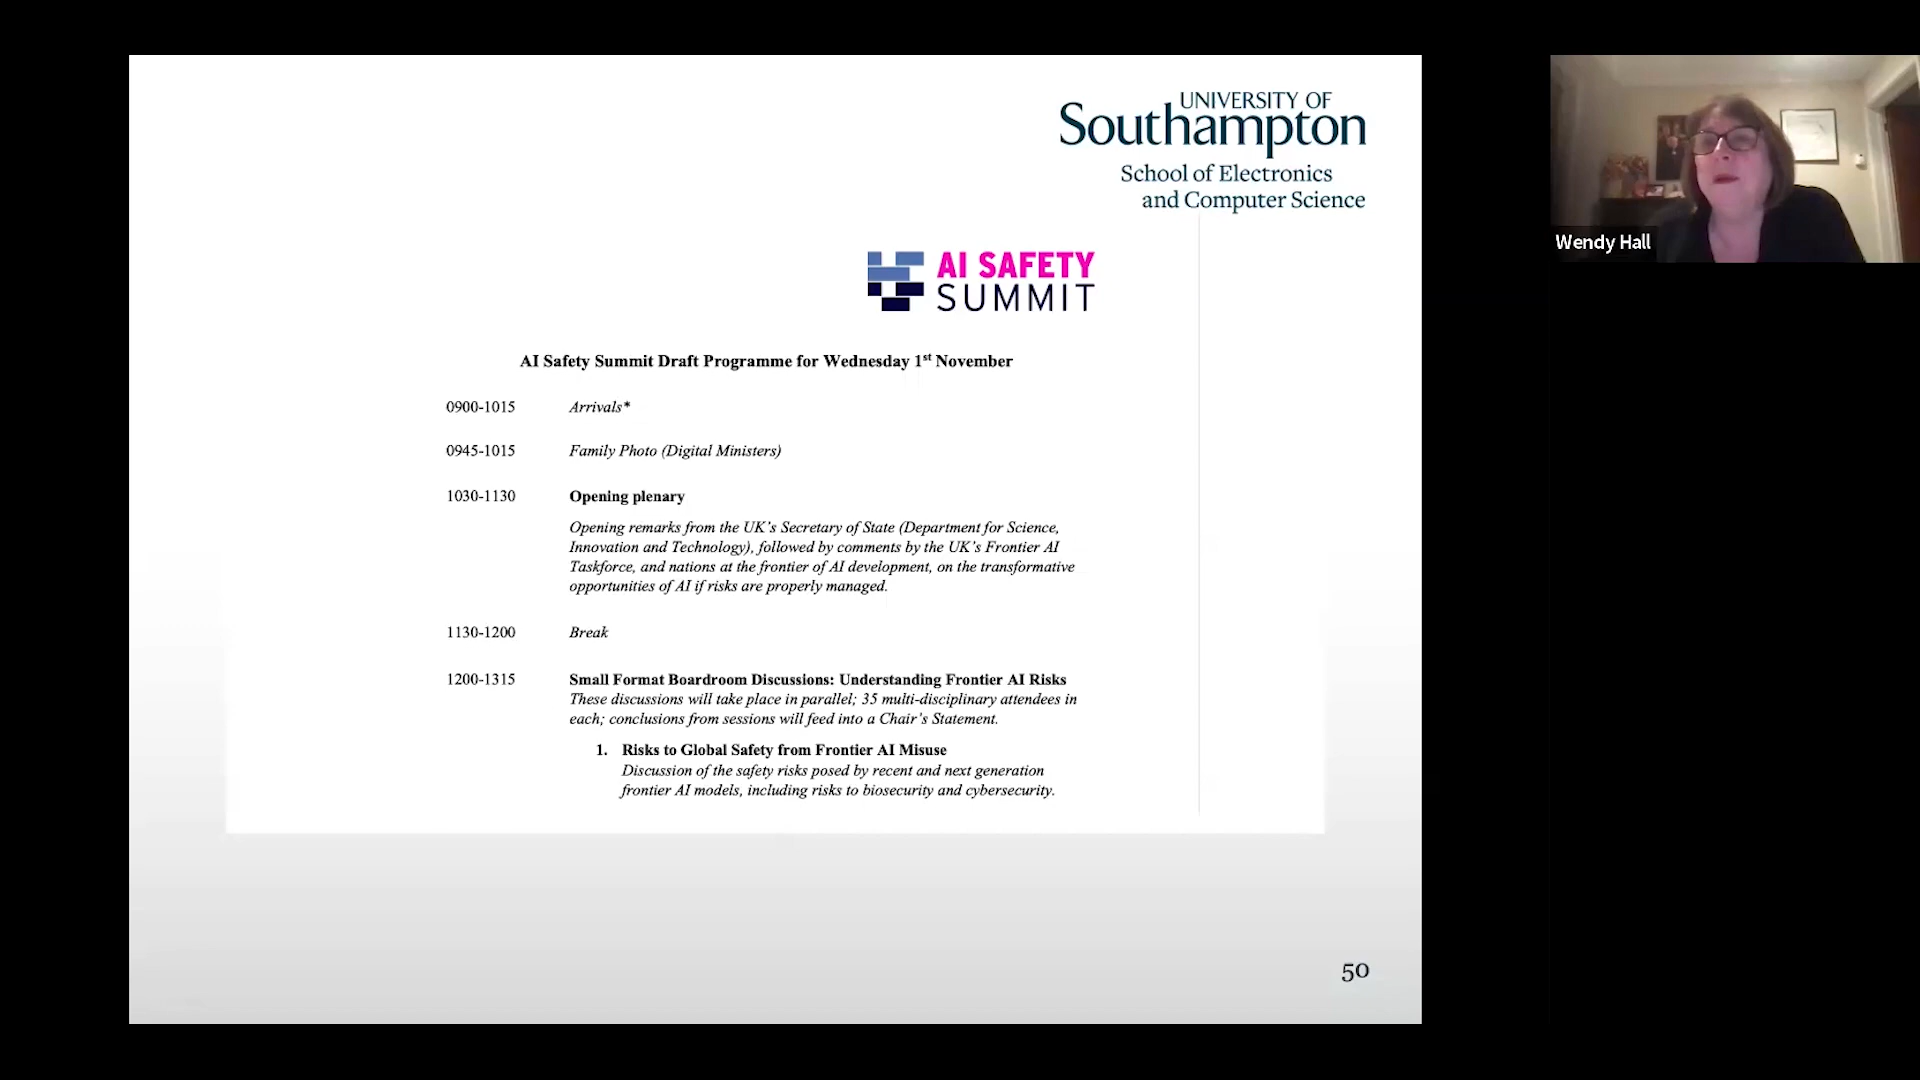 UNIVERSITY OF
Southampton
School of Electronics
and Computer Science
Wendy Hall
AI SAFETY
SUMMIT
AI Safety Summit Draft Programme for Wednesday 1st November
0900-1015 Arrivals*
0945-1015 Family Photo (Digital Ministers)
1030-1130 Opening plenary
Opening remarks from the UK's Secretary of State (Department for Science,
Innovation and Technology), followed by comments by the UK's Frontier AI
Taskforce, and nations at the frontier of AI development, on the transformative
opportunities of AI if risks are properly managed.
1130-1200 Break
1200-1315 Small Format Boardroom Discussions: Understanding Frontier AI Risks
These discussions will take place in parallel; 35 multi-disciplinary attendees in
each; conclusions from sessions will feed into a Chair's Statement.
1. Risks to Global Safety from Frontier AI Misuse
Discussion of the safety risks posed by recent and next generation
frontier AI models, including risks to biosecurity and cybersecurity.
50